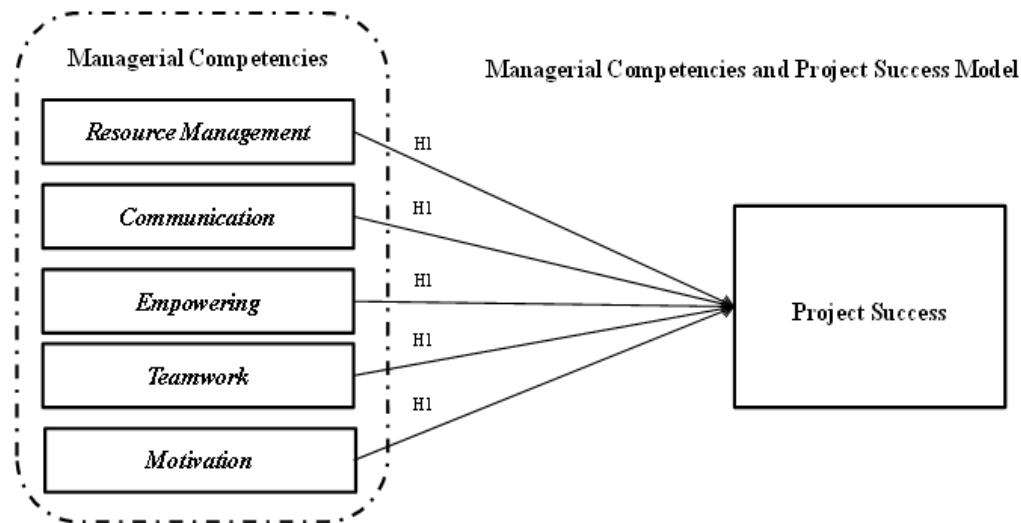 Managerial Competencies
Managerial Competencies and Project Success Model
Resource Management
H1
Communication
H1
Empowering
H1
Project Success
Teamwork
H1
Motivation
H1